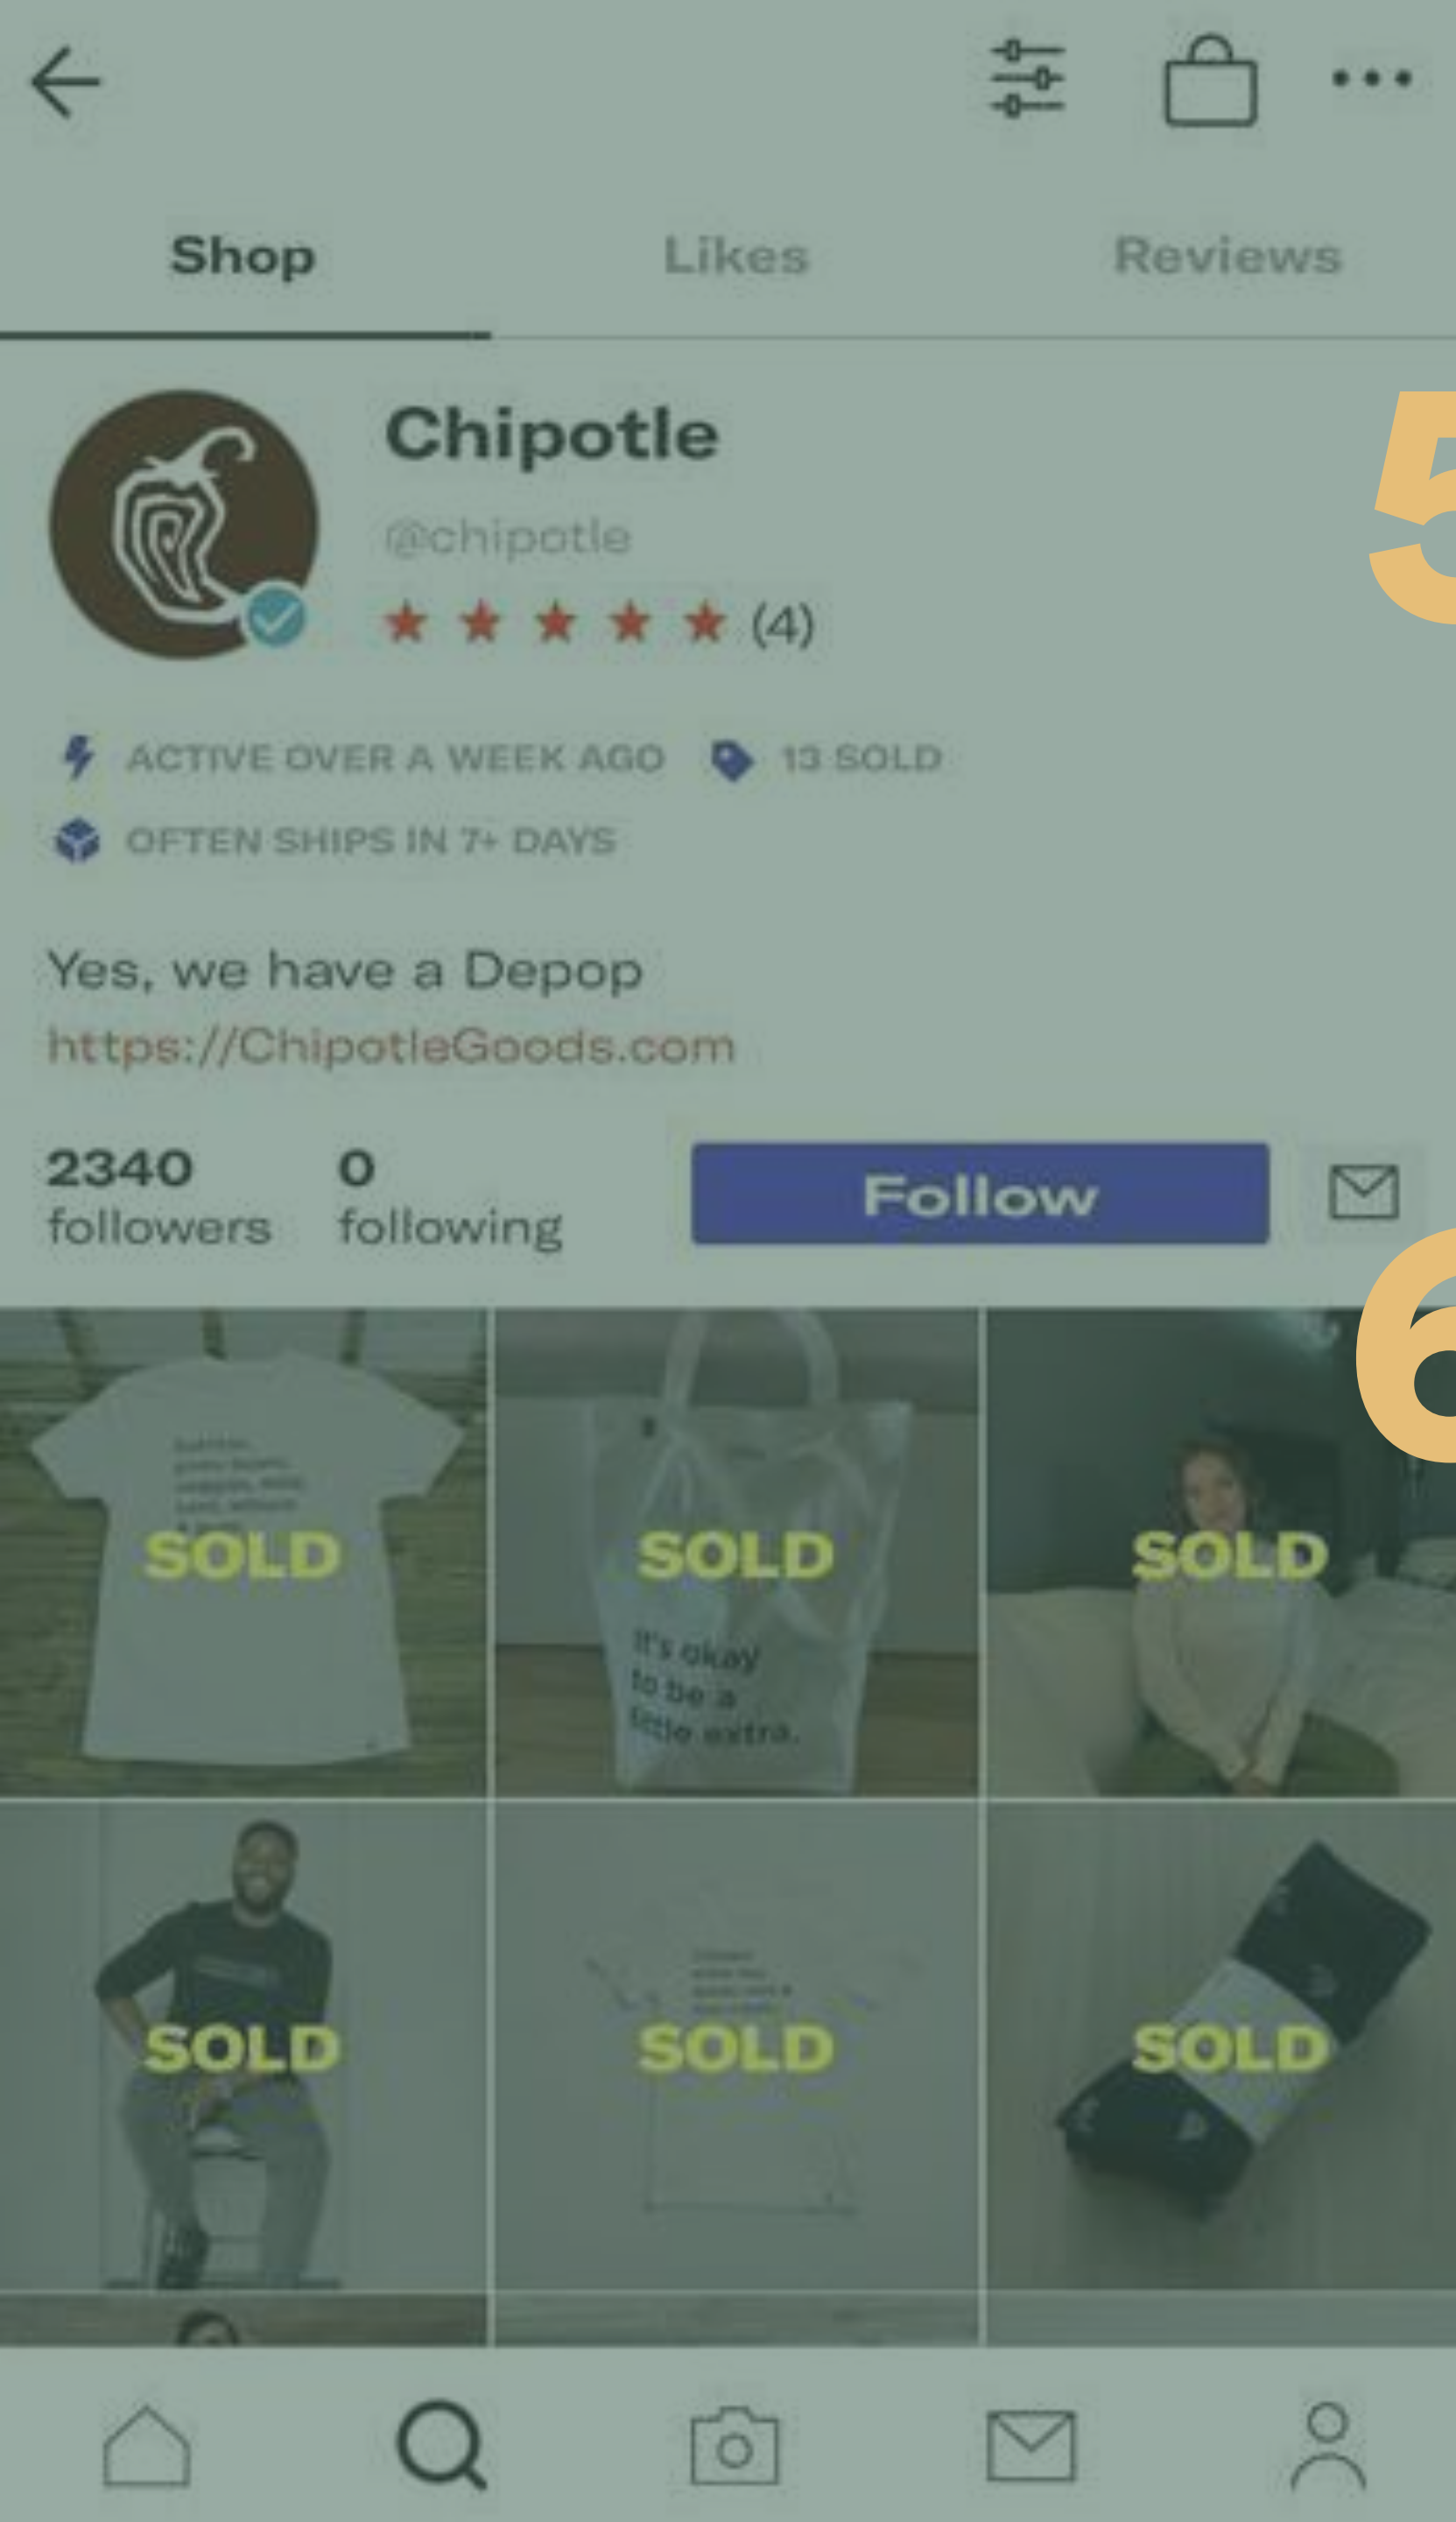 Shop Likes Reviews
Chipotle
@chipotle
(4)
ACTIVE OVER A WEEK AGO 13 SOLD
OFTEN SHIPS IN 7+ DAYS
Yes, we have a Depop
https://ChipotleGoods.com
2340 0
followers following
Follow
5
6
SOLD SOLD SOLD
it's okay
to be a
little extra.
SOLD SOLD SOLD